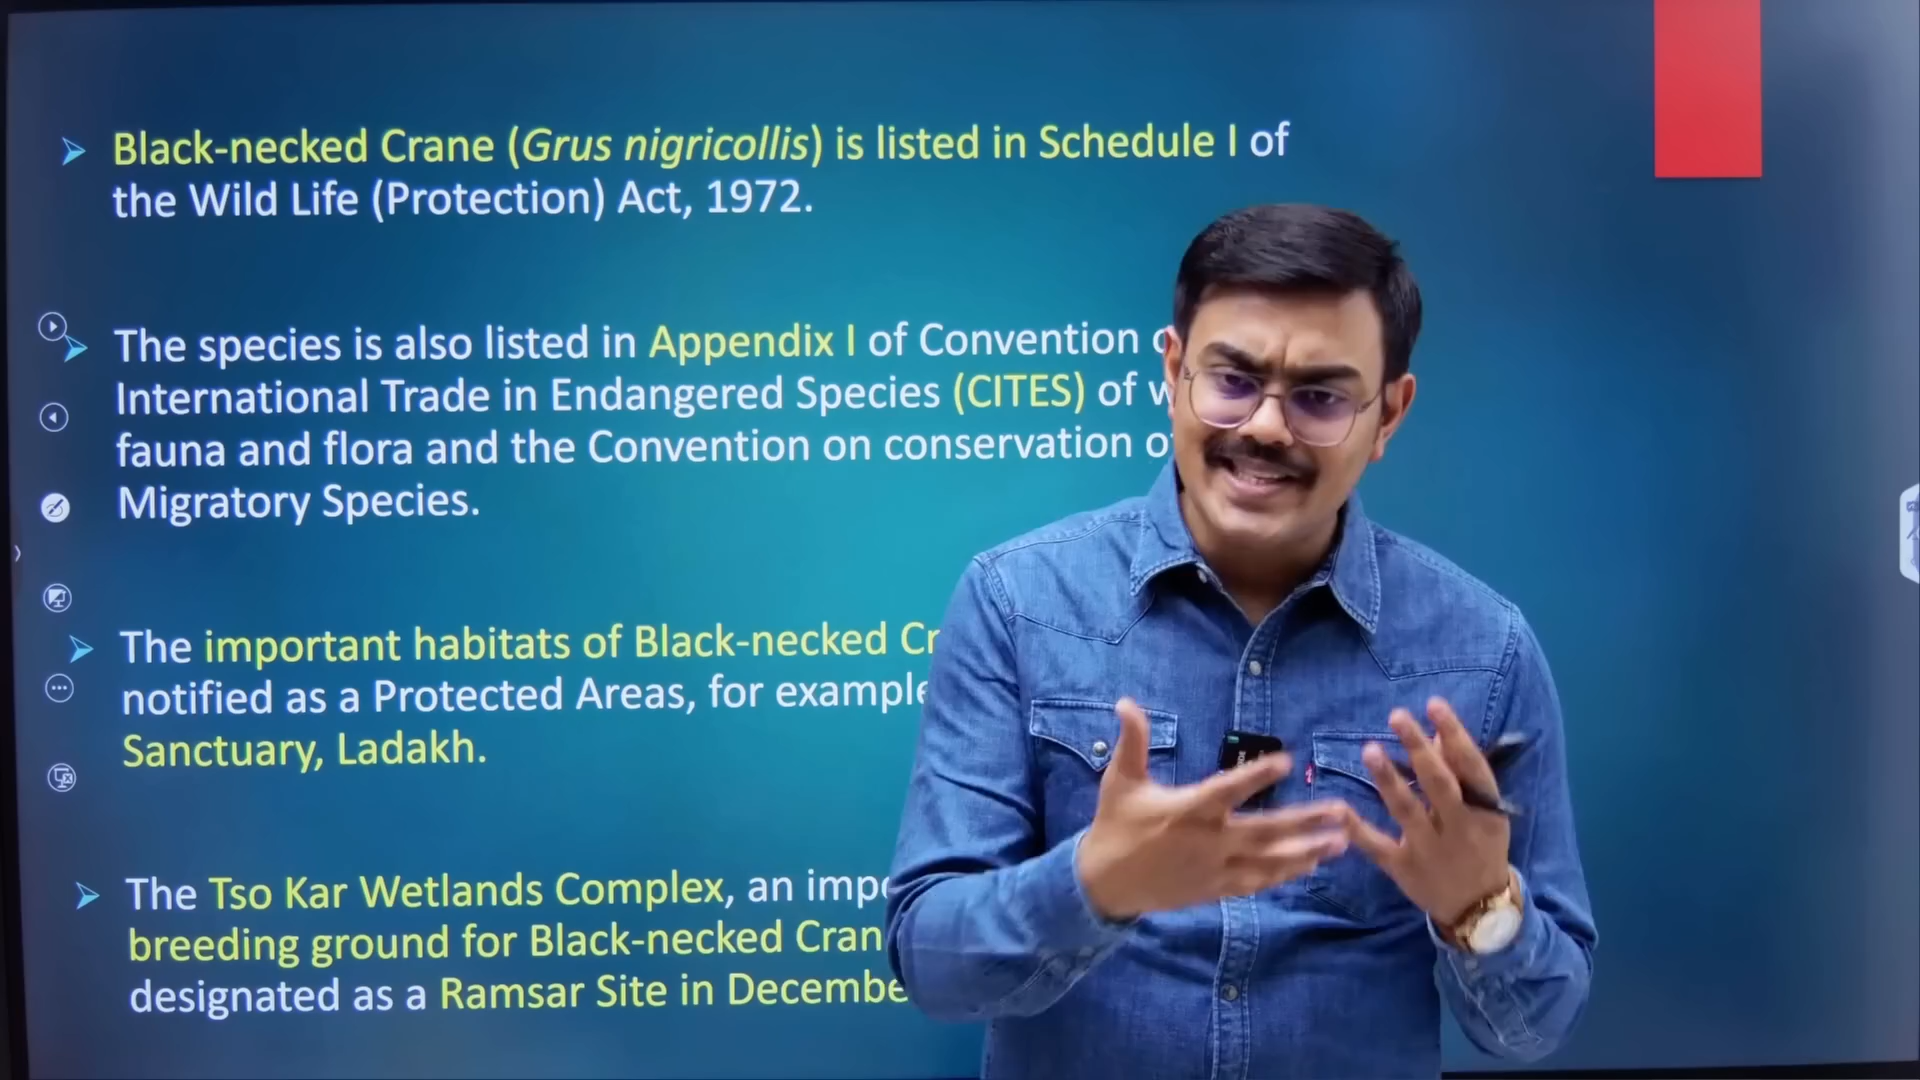 Black-necked Crane (Grus nigricollis) is listed in Schedule I of
the Wild Life (Protection) Act, 1972.
The species is also listed in Appendix I of Convention
International Trade in Endangered Species (CITES) of
fauna and flora and the Convention on conservation
Migratory Species.
The important habitats of Black-necked
notified as a Protected Areas, for example
Sanctuary, Ladakh.
The Tso Kar Wetlands Complex, an
breeding ground for Black-necked
designated as a Ramsar Site in